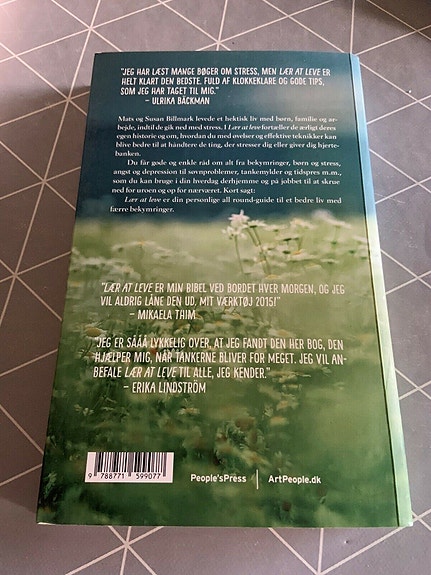 "JEG HAR LÆST MANGE BØGER OM STRESS, MEN LÆR AT LEVE ER
HELT KLART DEN BEDSTE. FULD AF KLOKKEKLARE OG GODE TIPS,
SOM JEG HAR TAGET TIL MIG."
– ULRIKA BÄCKMAN
Mats og Susan Billmark levede et hektisk liv med børn, familie og ar-
bejde, indtil de gik ned med stress. I Lær at leve fortæller de ærligt deres
egen historie og om, hvordan du med øvelser og effektive teknikker kan
blive bedre til at håndtere de ting, der stresser dig eller giver dig hjerte-
banken.
Du får gode og enkle råd om alt fra bekymringer, børn og stress,
angst og depression til søvnproblemer, tankemylder og tidspres m.m.,
som du kan bruge i din hverdag derhjemme og på jobbet til at skrue
ned for uroen og op for nærværet. Kort sagt:
Lær at leve er din personlige all round-guide til et bedre liv med
færre bekymringer.
"LÆR AT LEVE ER MIN BIBEL VED BORDET HVER MORGEN, OG JEG
VIL ALDRIG LÅNE DEN UD. MIT VÆRKTØJ 2015!"
– MIKAELA THIM
"JEG ER SÅÅÅ LYKKELIG OVER, AT JEG FANDT DEN HER BOG, DEN
HJÆLPER MIG, NÅR TANKERNE BLIVER FOR MEGET. JEG VIL AN-
BEFALE LÆR AT LEVE TIL ALLE, JEG KENDER."
– ERIKA LINDSTRÖM
9 788771 599077
People'sPress | ArtPeople.dk